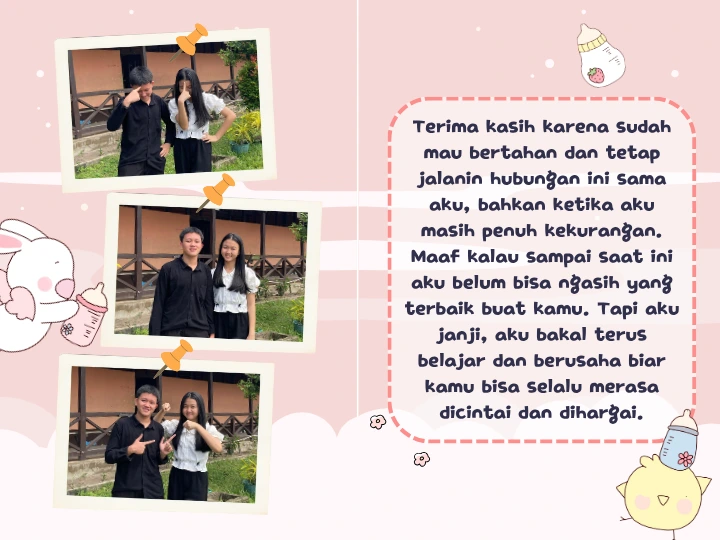 Terima kasih karena sudah
mau bertahan dan tetap
jalanin hubungan ini sama
aku, bahkan ketika aku
masih penuh kekurangan.
Maaf kalau sampai saat ini
aku belum bisa ngasih yang
terbaik buat kamu. Tapi aku
janji, aku bakal terus
belajar dan berusaha biar
kamu bisa selalu merasa
dicintai dan dihargai.